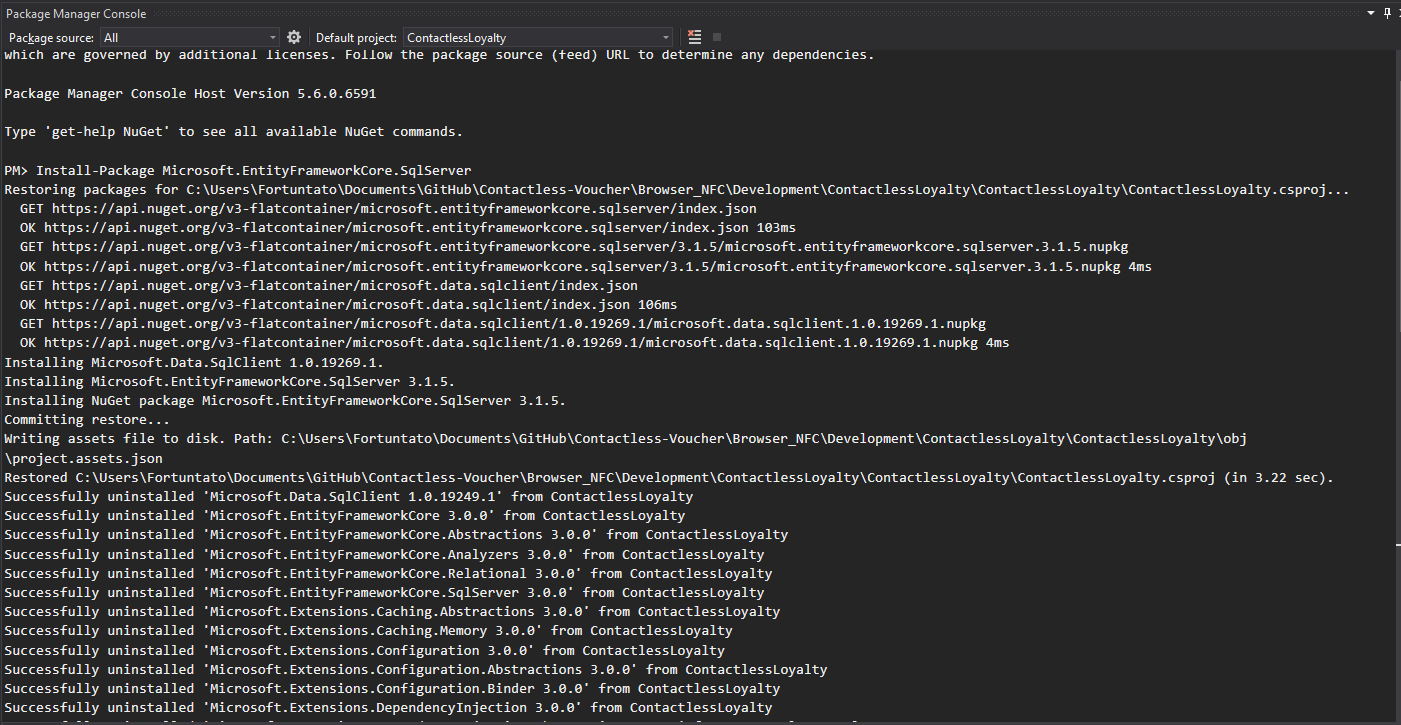 Package Manager Console
Package source: All Default project: ContactlessLoyalty
which are governed by additional licenses. Follow the package source (feed) URL to determine any dependencies.
Package Manager Console Host Version 5.6.0.6591
Type 'get-help NuGet' to see all available NuGet commands.
PM> Install-Package Microsoft.EntityFrameworkCore.SqlServer
Restoring packages for C:\Users\Fortuntato\Documents\GitHub\Contactless-Voucher\Browser_NFC\Development\ContactlessLoyalty\ContactlessLoyalty\ContactlessLoyalty.csproj...
GET https://api.nuget.org/v3-flatcontainer/microsoft.entityframeworkcore.sqlserver/index.json
OK https://api.nuget.org/v3-flatcontainer/microsoft.entityframeworkcore.sqlserver/index.json 103ms
GET https://api.nuget.org/v3-flatcontainer/microsoft.entityframeworkcore.sqlserver/3.1.5/microsoft.entityframeworkcore.sqlserver.3.1.5.nupkg
OK https://api.nuget.org/v3-flatcontainer/microsoft.entityframeworkcore.sqlserver/3.1.5/microsoft.entityframeworkcore.sqlserver.3.1.5.nupkg 4ms
GET https://api.nuget.org/v3-flatcontainer/microsoft.data.sqlclient/index.json
OK https://api.nuget.org/v3-flatcontainer/microsoft.data.sqlclient/index.json 106ms
GET https://api.nuget.org/v3-flatcontainer/microsoft.data.sqlclient/1.0.19269.1/microsoft.data.sqlclient.1.0.19269.1.nupkg
OK https://api.nuget.org/v3-flatcontainer/microsoft.data.sqlclient/1.0.19269.1/microsoft.data.sqlclient.1.0.19269.1.nupkg 4ms
Installing Microsoft.Data.SqlClient 1.0.19269.1.
Installing Microsoft.EntityFrameworkCore.SqlServer 3.1.5.
Installing NuGet package Microsoft.EntityFrameworkCore.SqlServer 3.1.5.
Committing restore...
Writing assets file to disk. Path: C:\Users\Fortuntato\Documents\GitHub\Contactless-Voucher\Browser_NFC\Development\ContactlessLoyalty\ContactlessLoyalty\obj
\project.assets.json
Restored C:\Users\Fortuntato\Documents\GitHub\Contactless-Voucher\Browser_NFC\Development\ContactlessLoyalty\ContactlessLoyalty\ContactlessLoyalty.csproj (in 3.22 sec).
Successfully uninstalled 'Microsoft.Data.SqlClient 1.0.19249.1' from ContactlessLoyalty
Successfully uninstalled 'Microsoft.EntityFrameworkCore 3.0.0' from ContactlessLoyalty
Successfully uninstalled 'Microsoft.EntityFrameworkCore.Abstractions 3.0.0' from ContactlessLoyalty
Successfully uninstalled 'Microsoft.EntityFrameworkCore.Analyzers 3.0.0' from ContactlessLoyalty
Successfully uninstalled 'Microsoft.EntityFrameworkCore.Relational 3.0.0' from ContactlessLoyalty
Successfully uninstalled 'Microsoft.EntityFrameworkCore.SqlServer 3.0.0' from ContactlessLoyalty
Successfully uninstalled 'Microsoft.Extensions.Caching.Abstractions 3.0.0' from ContactlessLoyalty
Successfully uninstalled 'Microsoft.Extensions.Caching.Memory 3.0.0' from ContactlessLoyalty
Successfully uninstalled 'Microsoft.Extensions.Configuration 3.0.0' from ContactlessLoyalty
Successfully uninstalled 'Microsoft.Extensions.Configuration.Abstractions 3.0.0' from ContactlessLoyalty
Successfully uninstalled 'Microsoft.Extensions.Configuration.Binder 3.0.0' from ContactlessLoyalty
Successfully uninstalled 'Microsoft.Extensions.DependencyInjection 3.0.0' from ContactlessLoyalty